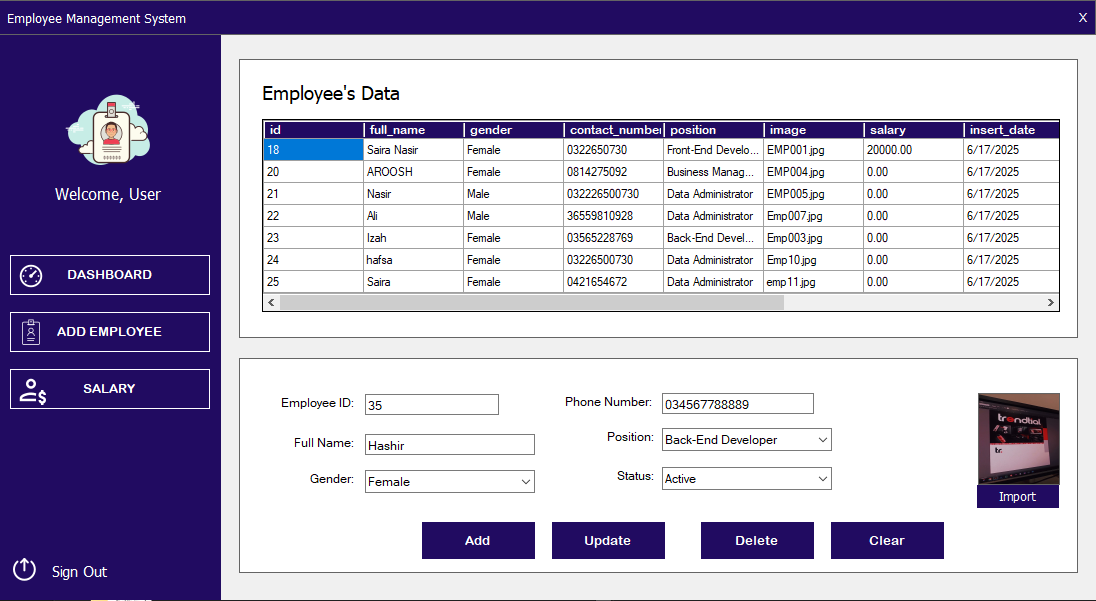 Employee Management System X
Welcome, User
DASHBOARD
ADD EMPLOYEE
SALARY
Sign Out
Employee's Data
id full_name gender contact_number position image salary insert_date
18 Saira Nasir Female 0322650730 Front-End Develo... EMP001.jpg 20000.00 6/17/2025
20 AROOSH Female 0814275092 Business Manag... EMP004.jpg 0.00 6/17/2025
21 Nasir Male 032226500730 Data Administrator EMP005.jpg 0.00 6/17/2025
22 Ali Male 36559810928 Data Administrator Emp007.jpg 0.00 6/17/2025
23 Izah Female 03565228769 Back-End Devel... Emp003.jpg 0.00 6/17/2025
24 hafsa Female 03226500730 Data Administrator Emp10.jpg 0.00 6/17/2025
25 Saira Female 0421654672 Data Administrator emp11.jpg 0.00 6/17/2025
Employee ID: 35 Phone Number: 034567788889
Full Name: Hashir Position: Back-End Developer
Gender: Female Status: Active
trendtial
Import
Add Update Delete Clear